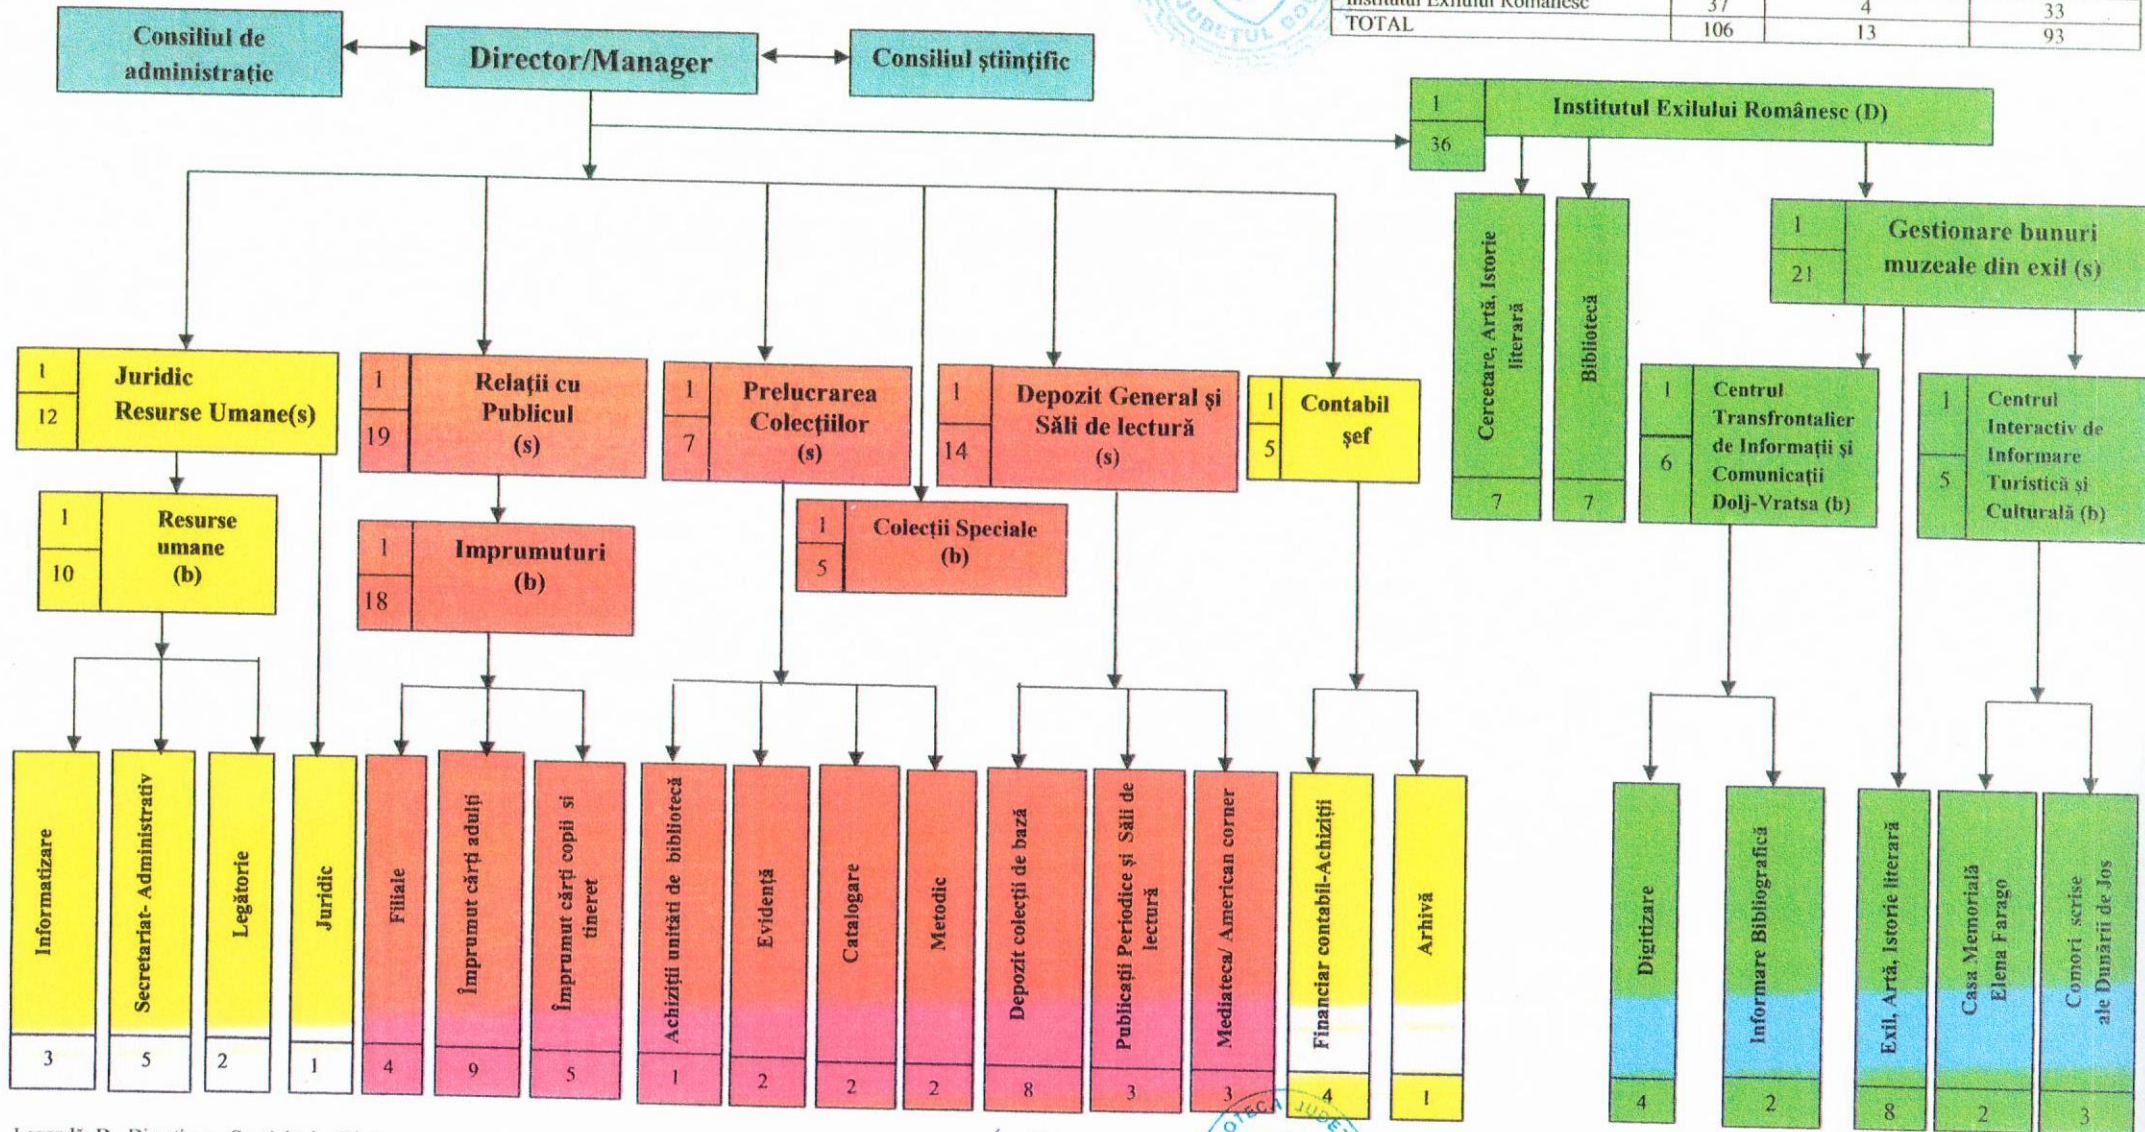 Institutul Exilului Românesc 37 4 33
TOTAL 106 13 93
JUDEȚUL
Consiliul de
administrație
Director/Manager
Consiliul științific
1
36
Institutul Exilului Românesc (D)
Cercetare, Artă, Istorie
literară
7
Bibliotecă
7
1
21
Gestionare bunuri
muzeale din exil (s)
1
12
Juridic
Resurse Umane(s)
1
19
Relații cu
Publicul
(s)
1
7
Prelucrarea
Colecțiilor
(s)
1
14
Depozit General și
Săli de lectură
(s)
1
5
Contabil
șef
1
6
Centrul
Transfrontalier
de Informații și
Comunicații
Dolj-Vratsa (b)
1
5
Centrul
Interactiv de
Informare
Turistică și
Culturală (b)
1
10
Resurse
umane
(b)
1
18
Imprumuturi
(b)
1
5
Colecții Speciale
(b)
Informatizare
3
Secretariat- Administrativ
5
Legătorie
2
Juridic
1
Filiale
4
Împrumut cărți adulți
9
Împrumut cărți copii si
tineret
5
Achiziții unități de bibliotecă
1
Evidență
2
Catalogare
2
Metodic
2
Depozit colecții de bază
8
Publicații Periodice și Săli de
lectură
3
Mediateca/ American corner
3
Financiar contabil-Achiziții
4
Arhivă
1
Digitizare
4
Informare Bibliografică
2
Exil, Artă, Istorie literară
8
Casa Memorială
Elena Farago
2
Comori scrise
ale Dunării de Jos
3